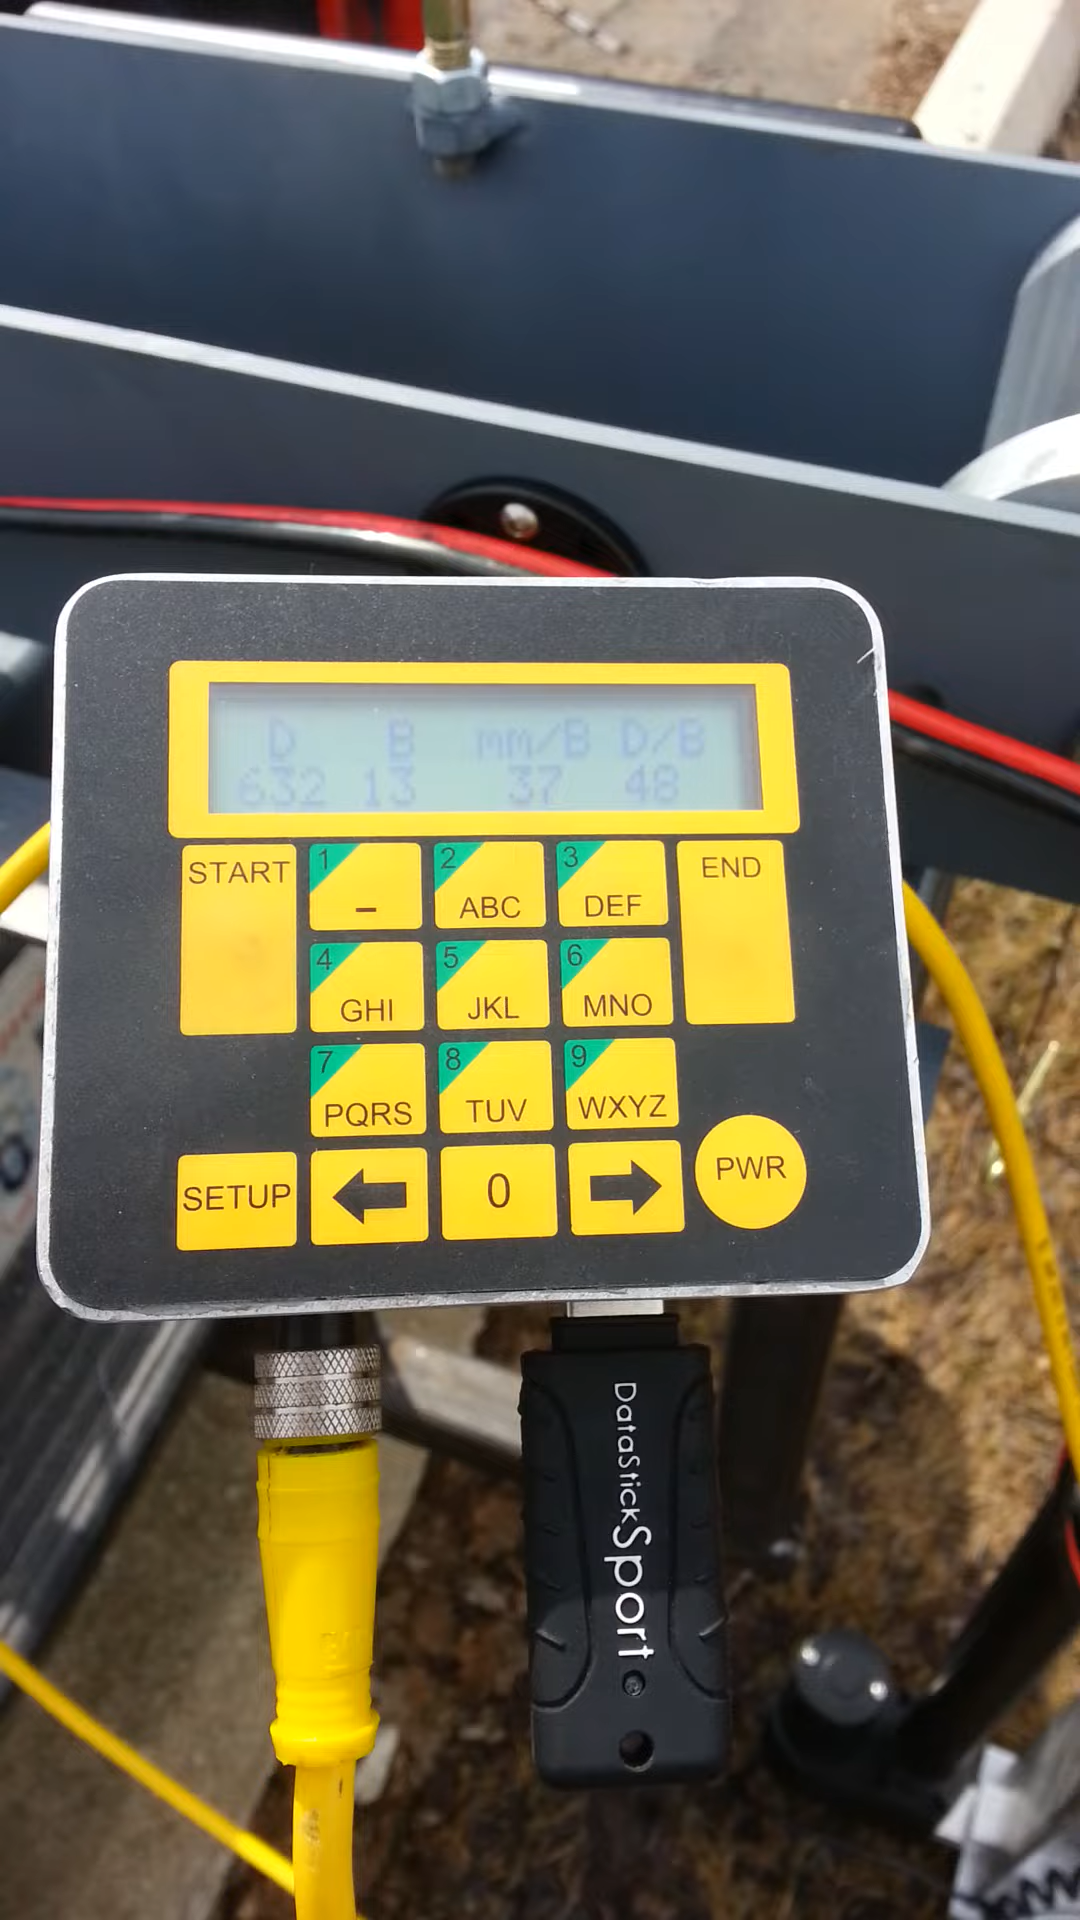 D B mm/B D/B
632 13 37 48
START
1 –
2 ABC
3 DEF
END
4 GHI
5 JKL
6 MNO
7 PQRS
8 TUV
9 WXYZ
SETUP
0
PWR
DataStickSport